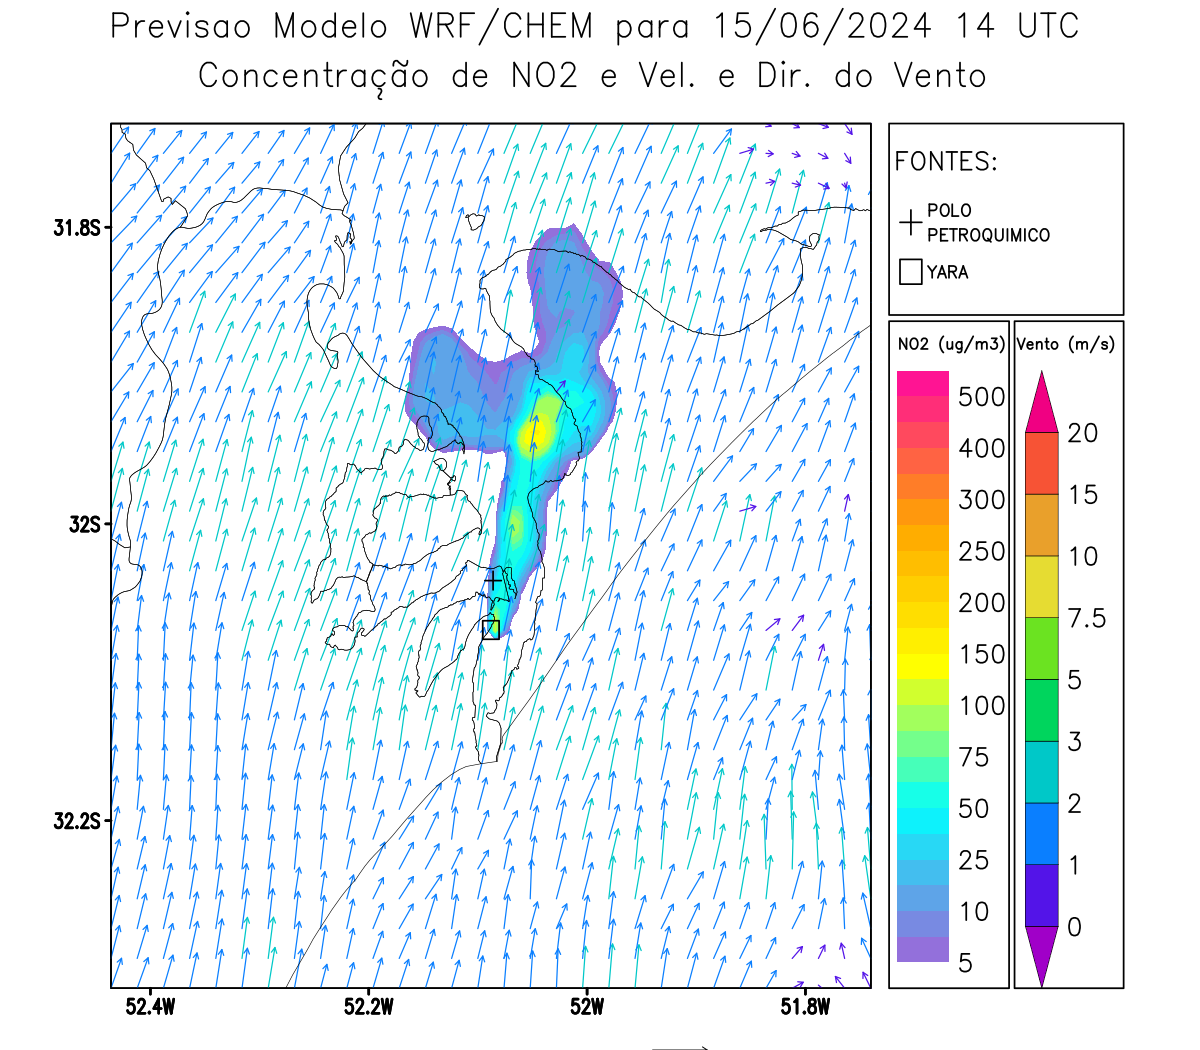 Previsao Modelo WRF/CHEM para 15/06/2024 14 UTC
Concentração de NO2 e Vel. e Dir. do Vento
FONTES:
POLO
PETROQUIMICO
YARA
NO2 (ug/m3)
500
400
300
250
200
150
100
75
50
25
10
5
Vento (m/s)
20
15
10
7.5
5
3
2
1
0
31.8S
32S
32.2S
52.4W
52.2W
52W
51.8W